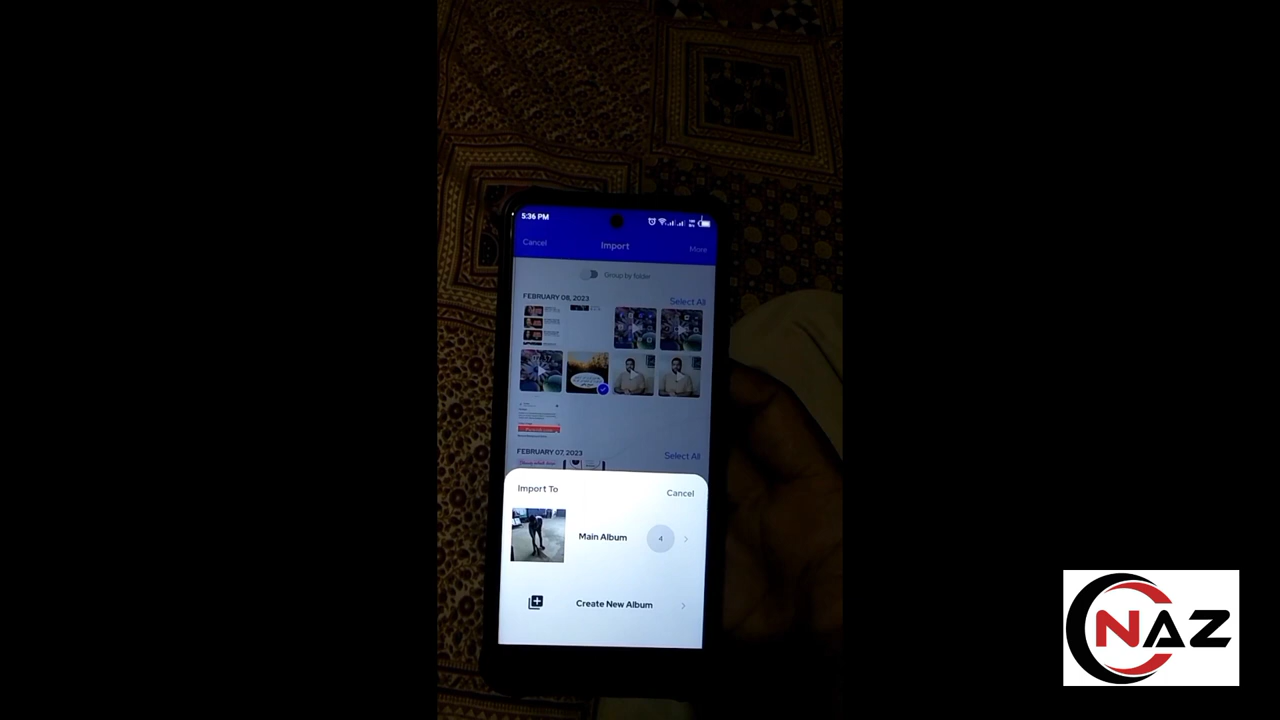 5:36 PM
Cancel Import More
Group by folder
FEBRUARY 08, 2023 Select All
FEBRUARY 07, 2023 Select All
Import To Cancel
Main Album 4
Create New Album
NAZ